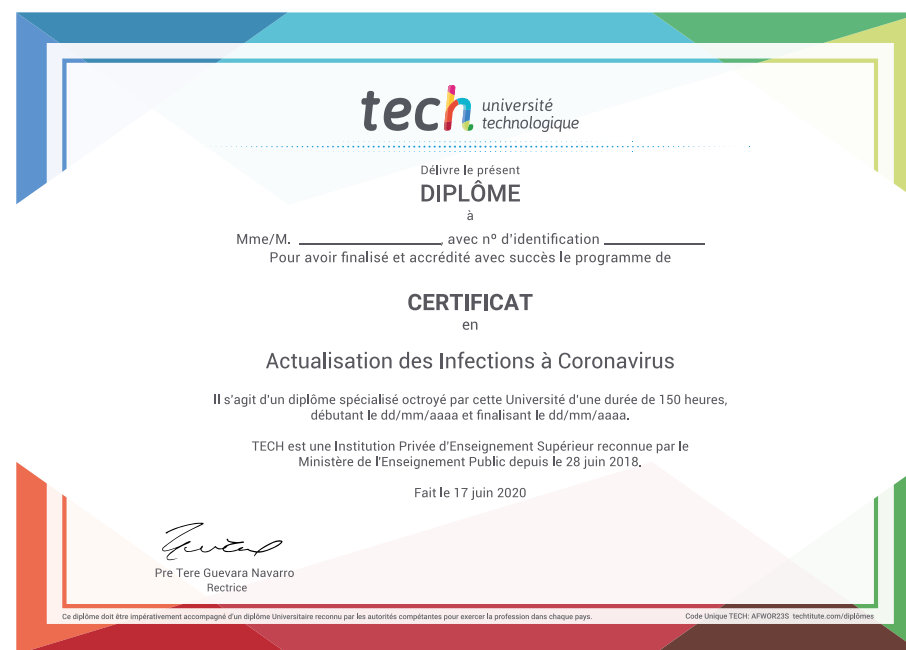 tech université
technologique
Délivre le présent
DIPLÔME
à
Mme/M. ____________________, avec nº d'identification ______________
Pour avoir finalisé et accrédité avec succès le programme de
CERTIFICAT
en
Actualisation des Infections à Coronavirus
Il s'agit d'un diplôme spécialisé octroyé par cette Université d'une durée de 150 heures,
débutant le dd/mm/aaaa et finalisant le dd/mm/aaaa.
TECH est une Institution Privée d'Enseignement Supérieur reconnue par le
Ministère de l'Enseignement Public depuis le 28 juin 2018.
Fait le 17 juin 2020
Pre Tere Guevara Navarro
Rectrice
Ce diplôme doit être impérativement accompagné d'un diplôme Universitaire reconnu par les autorités compétantes pour exercer la profession dans chaque pays.
Code Unique TECH: AFWOR23S techtitute.com/diplômes